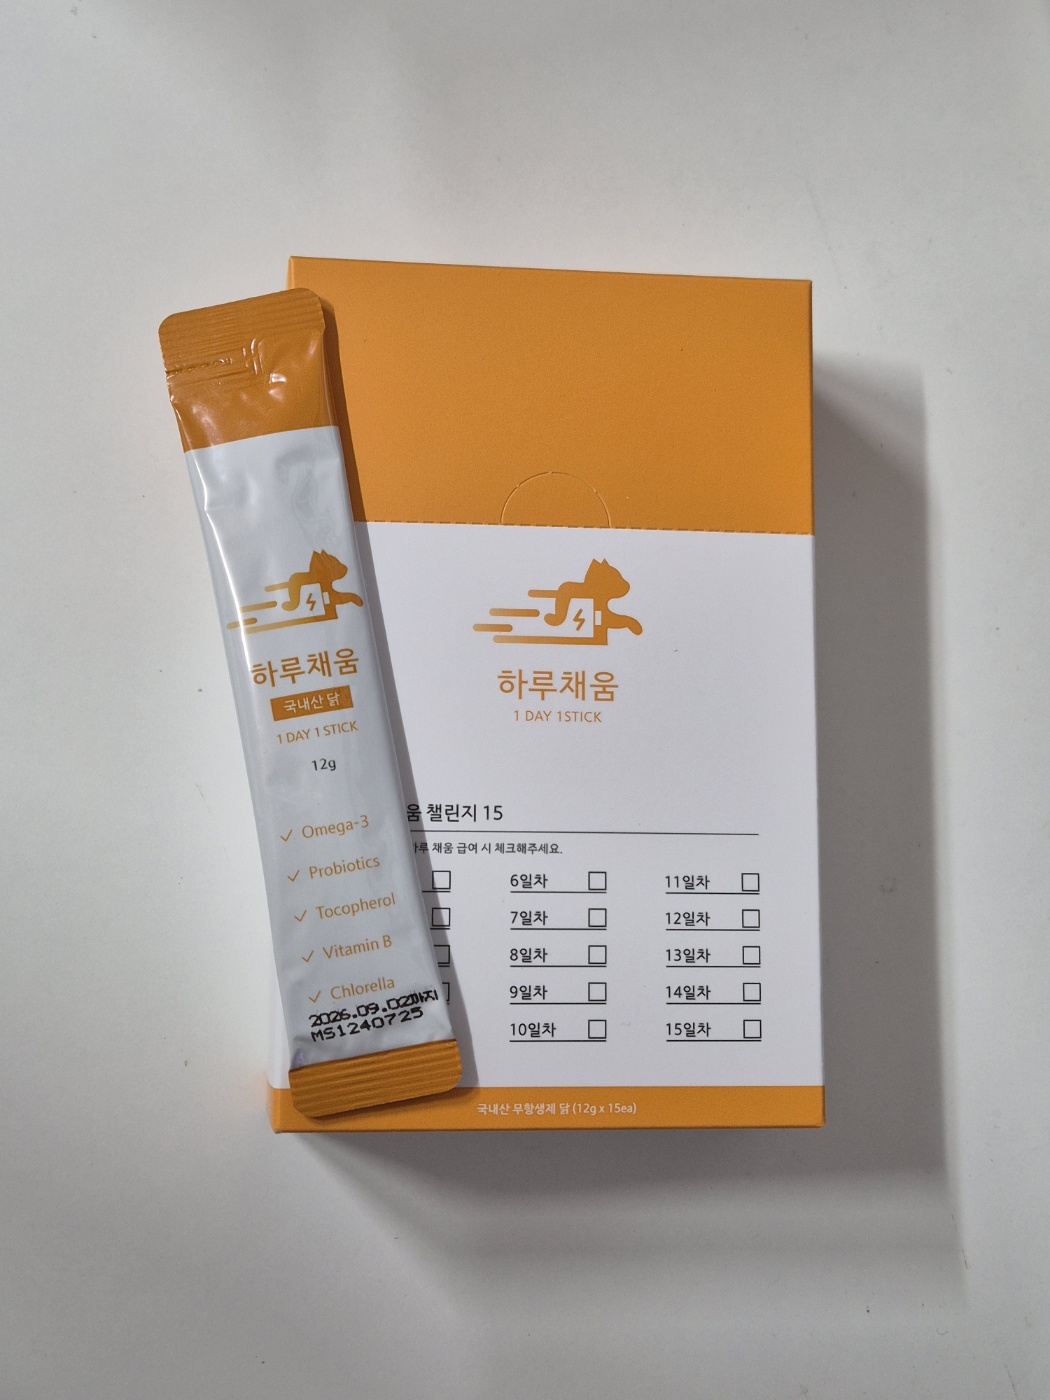 하루채움
국내산 닭
1 DAY 1 STICK
12g
✓ Omega-3
✓ Probiotics
✓ Tocopherol
✓ Vitamin B
✓ Chlorella
2026.09.02까지
MS1240725
하루채움
1 DAY 1STICK
움 챌린지 15
하루 채움 급여 시 체크해주세요.
6일차 □ 11일차 □
7일차 □ 12일차 □
8일차 □ 13일차 □
9일차 □ 14일차 □
10일차 □ 15일차 □
국내산 무항생제 닭 (12g x 15ea)